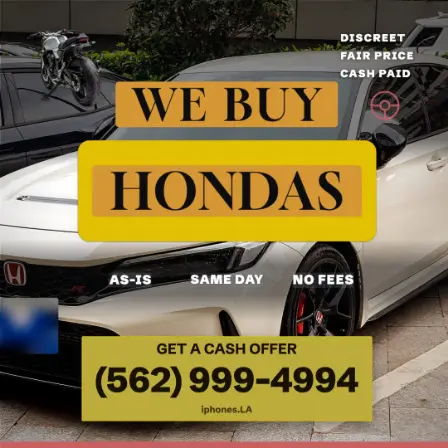 DISCREET
FAIR PRICE
CASH PAID
WE BUY
HONDAS
AS-IS SAME DAY NO FEES
GET A CASH OFFER
(562) 999-4994
iphones.LA